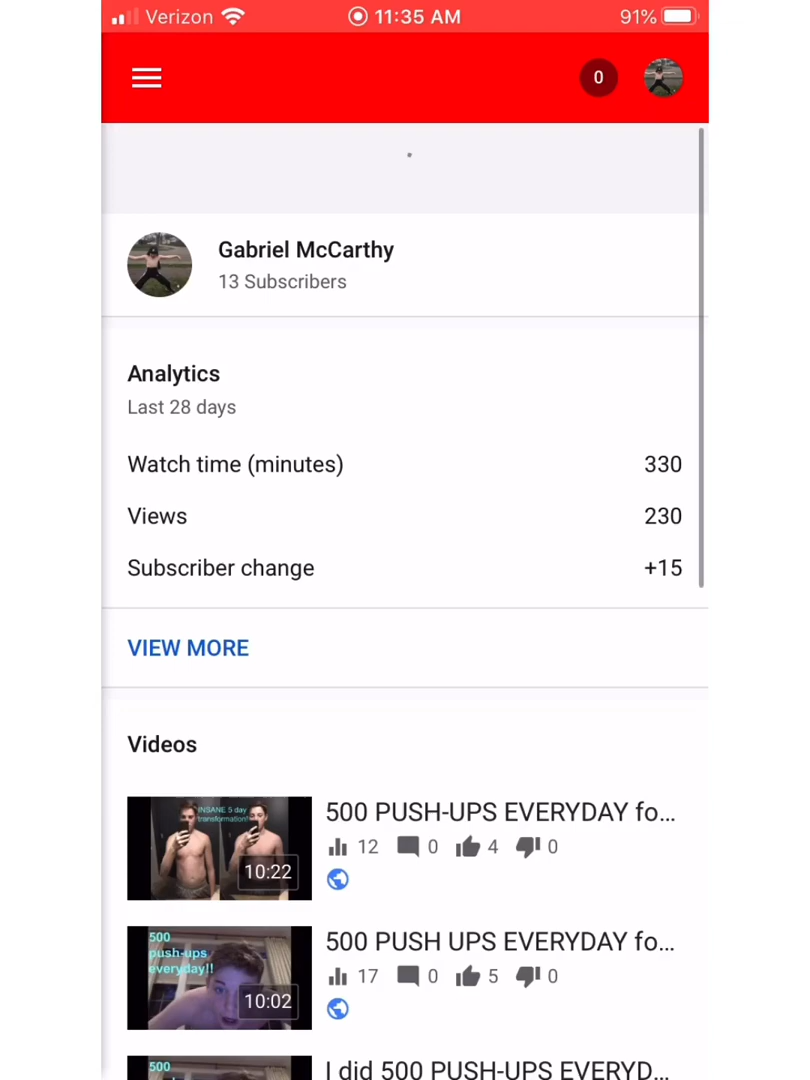 Verizon 11:35 AM 91%
0
Gabriel McCarthy
13 Subscribers
Analytics
Last 28 days
Watch time (minutes) 330
Views 230
Subscriber change +15
VIEW MORE
Videos
INSANE 5 day
transformation!
10:22
500 PUSH-UPS EVERYDAY fo...
12 0 4 0
500
push-ups
everyday!!
10:02
500 PUSH UPS EVERYDAY fo...
17 0 5 0
500
I did 500 PUSH-UPS EVERYD...